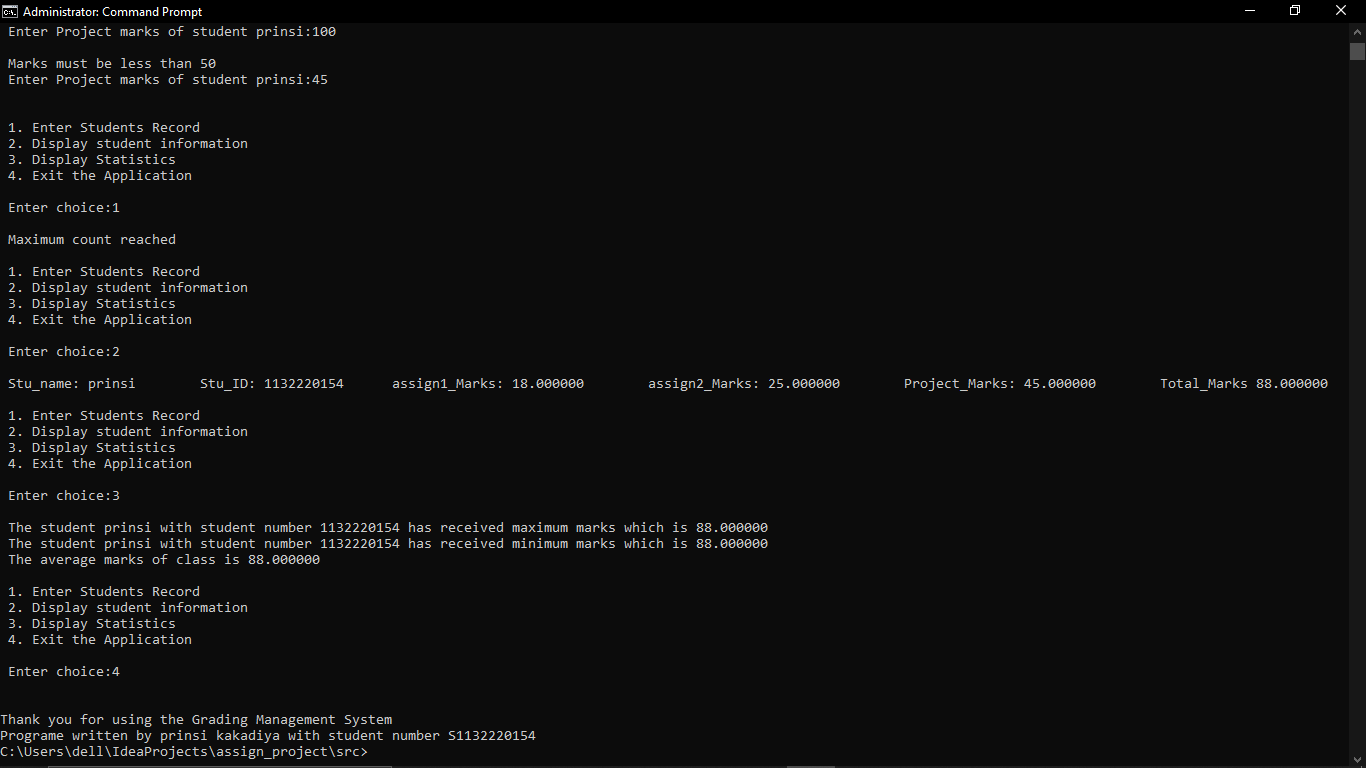 Administrator: Command Prompt
Enter Project marks of student prinsi:100
Marks must be less than 50
Enter Project marks of student prinsi:45
1. Enter Students Record
2. Display student information
3. Display Statistics
4. Exit the Application
Enter choice:1
Maximum count reached
1. Enter Students Record
2. Display student information
3. Display Statistics
4. Exit the Application
Enter choice:2
Stu_name: prinsi Stu_ID: 1132220154 assign1_Marks: 18.000000 assign2_Marks: 25.000000 Project_Marks: 45.000000 Total_Marks 88.000000
1. Enter Students Record
2. Display student information
3. Display Statistics
4. Exit the Application
Enter choice:3
The student prinsi with student number 1132220154 has received maximum marks which is 88.000000
The student prinsi with student number 1132220154 has received minimum marks which is 88.000000
The average marks of class is 88.000000
1. Enter Students Record
2. Display student information
3. Display Statistics
4. Exit the Application
Enter choice:4
Thank you for using the Grading Management System
Programe written by prinsi kakadiya with student number S1132220154
C:\Users\dell\IdeaProjects\assign_project\src>